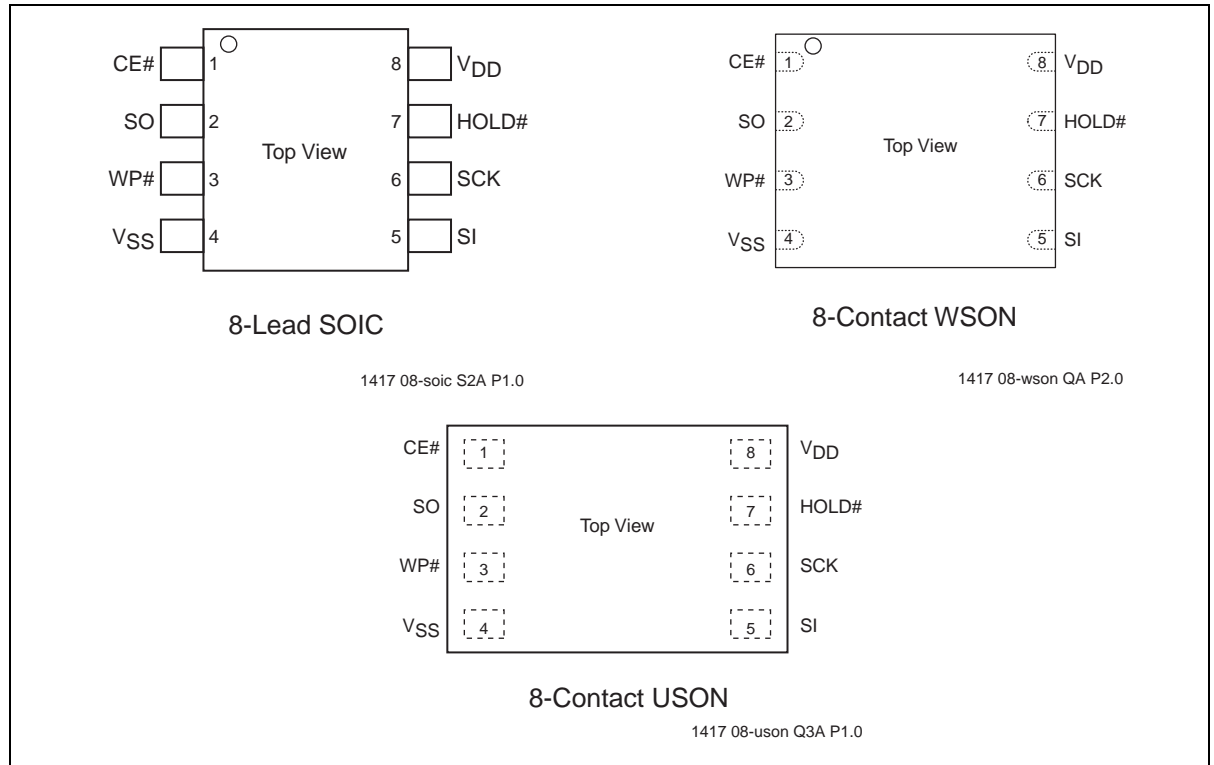 CE# 1 8 VDD
SO 2 7 HOLD#
Top View
WP# 3 6 SCK
VSS 4 5 SI
8-Lead SOIC
1417 08-soic S2A P1.0
CE# 1 8 VDD
SO 2 7 HOLD#
Top View
WP# 3 6 SCK
VSS 4 5 SI
8-Contact WSON
1417 08-wson QA P2.0
CE# 1 8 VDD
SO 2 7 HOLD#
Top View
WP# 3 6 SCK
VSS 4 5 SI
8-Contact USON
1417 08-uson Q3A P1.0